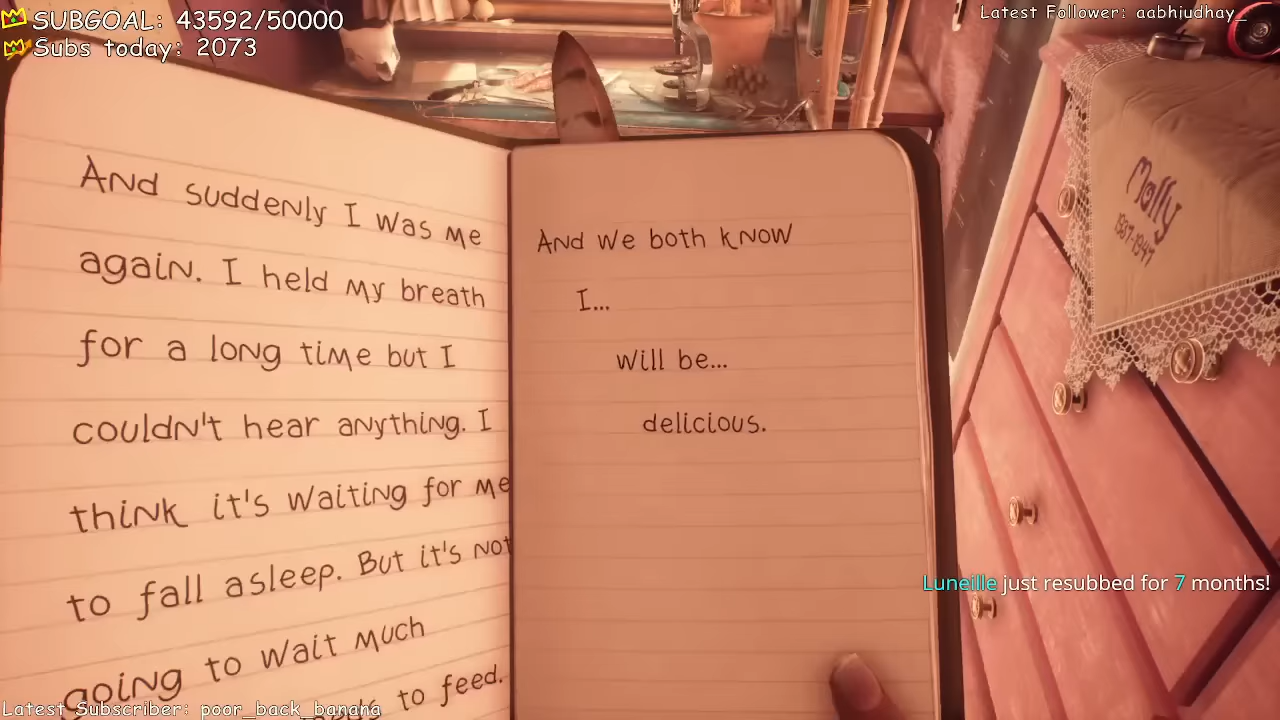 SUBGOAL: 43592/50000
Subs today: 2073
Latest Follower: aabhjudhay_
And suddenly I was me
again. I held my breath
for a long time but I
couldn't hear anything. I
think it's waiting for me
to fall asleep. But it's not
going to wait much
to feed.
And we both know
I...
will be...
delicious.
Molly
1937-1947
Luneille just resubbed for 7 months!
Latest Subscriber: poor_back_banana